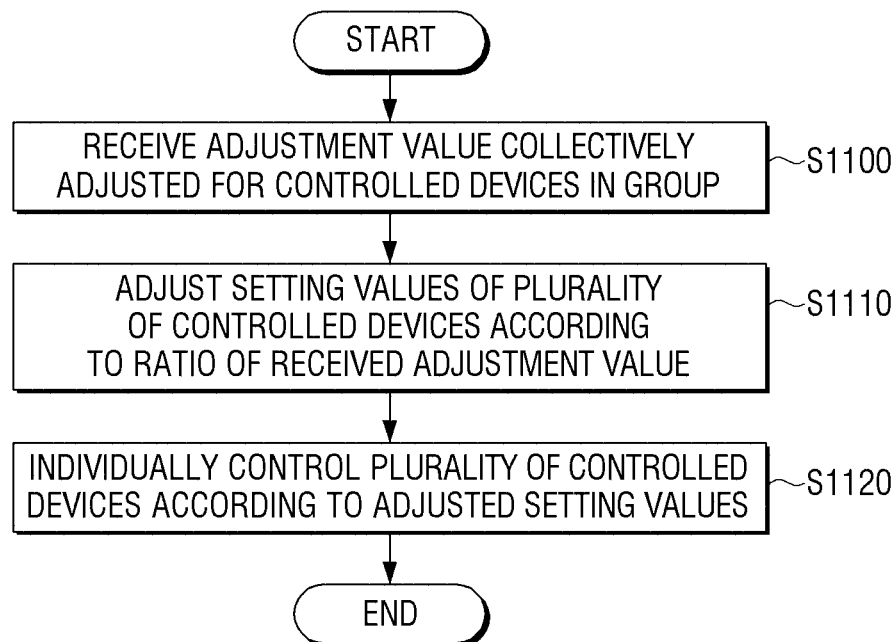 START
RECEIVE ADJUSTMENT VALUE COLLECTIVELY
ADJUSTED FOR CONTROLLED DEVICES IN GROUP
S1100
ADJUST SETTING VALUES OF PLURALITY
OF CONTROLLED DEVICES ACCORDING
TO RATIO OF RECEIVED ADJUSTMENT VALUE
S1110
INDIVIDUALLY CONTROL PLURALITY OF CONTROLLED
DEVICES ACCORDING TO ADJUSTED SETTING VALUES
S1120
END